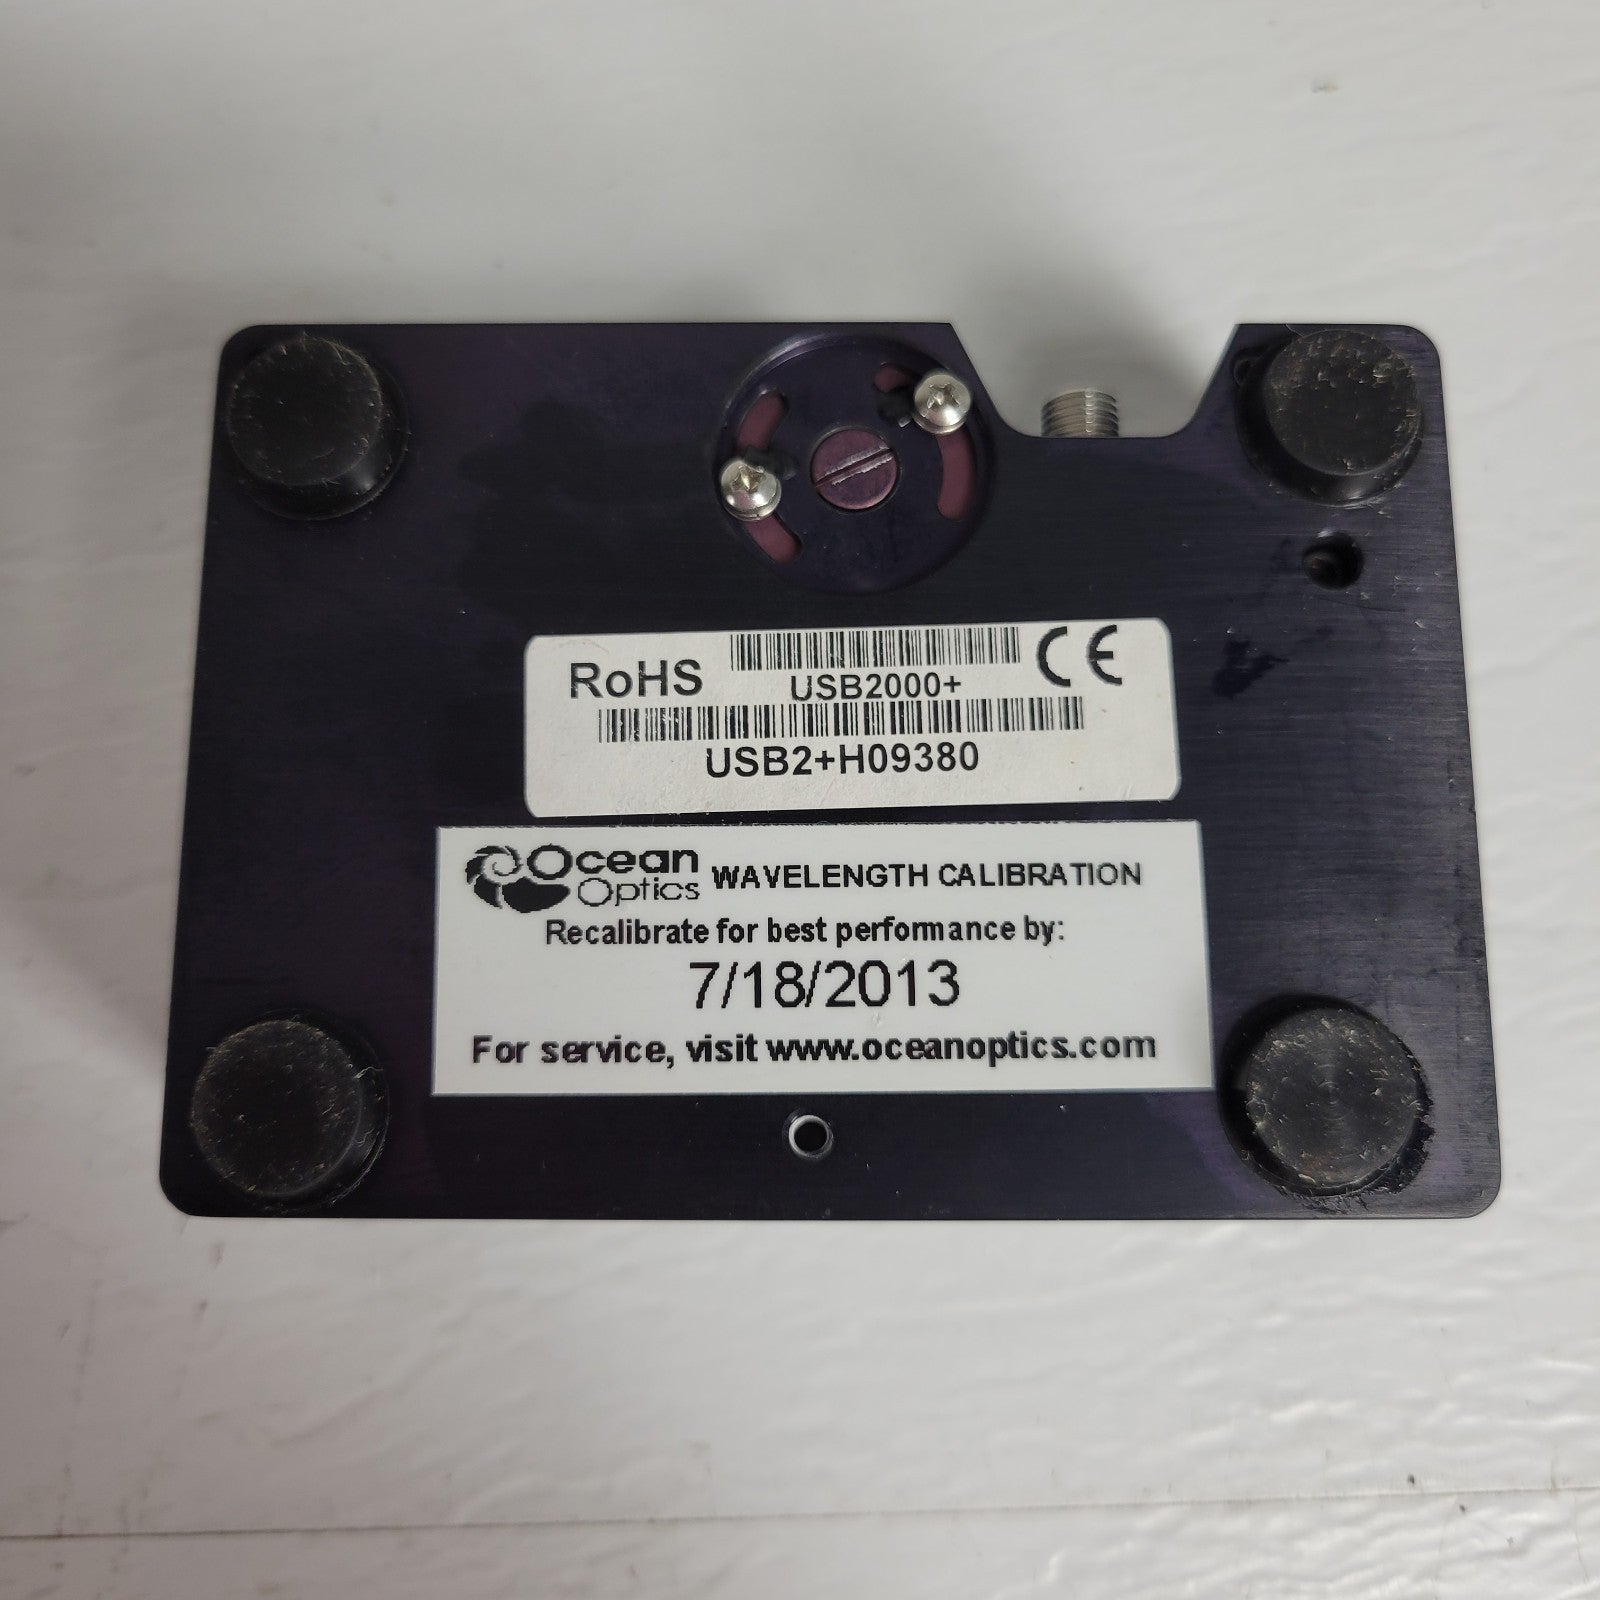 RoHS
CE
USB2000+
USB2+H09380
Ocean Optics WAVELENGTH CALIBRATION
Recalibrate for best performance by:
7/18/2013
For service, visit www.oceanoptics.com